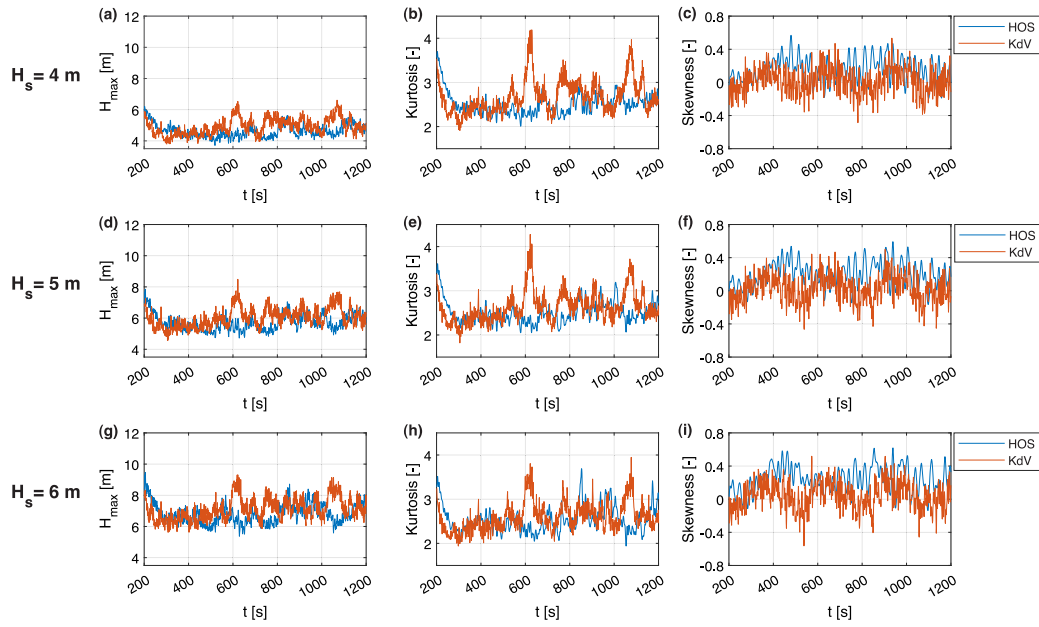 (a)
(b)
(c)
H_s = 4 m
H_max [m]
12
10
8
6
4
200
400
600
800
1000
1200
t [s]
Kurtosis [-]
4
3
2
200
400
600
800
1000
1200
t [s]
Skewness [-]
0.8
0.4
0
-0.4
-0.8
200
400
600
800
1000
1200
t [s]
HOS
KdV
(d)
(e)
(f)
H_s = 5 m
H_max [m]
12
10
8
6
4
200
400
600
800
1000
1200
t [s]
Kurtosis [-]
4
3
2
200
400
600
800
1000
1200
t [s]
Skewness [-]
0.8
0.4
0
-0.4
-0.8
200
400
600
800
1000
1200
t [s]
HOS
KdV
(g)
(h)
(i)
H_s = 6 m
H_max [m]
12
10
8
6
4
200
400
600
800
1000
1200
t [s]
Kurtosis [-]
4
3
2
200
400
600
800
1000
1200
t [s]
Skewness [-]
0.8
0.4
0
-0.4
-0.8
200
400
600
800
1000
1200
t [s]
HOS
KdV